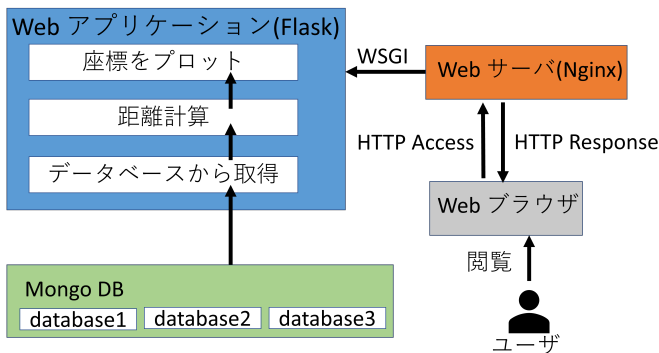 Web アプリケーション(Flask)
座標をプロット
距離計算
データベースから取得
WSGI
Web サーバ(Nginx)
HTTP Access
HTTP Response
Web ブラウザ
閲覧
ユーザ
Mongo DB
database1
database2
database3